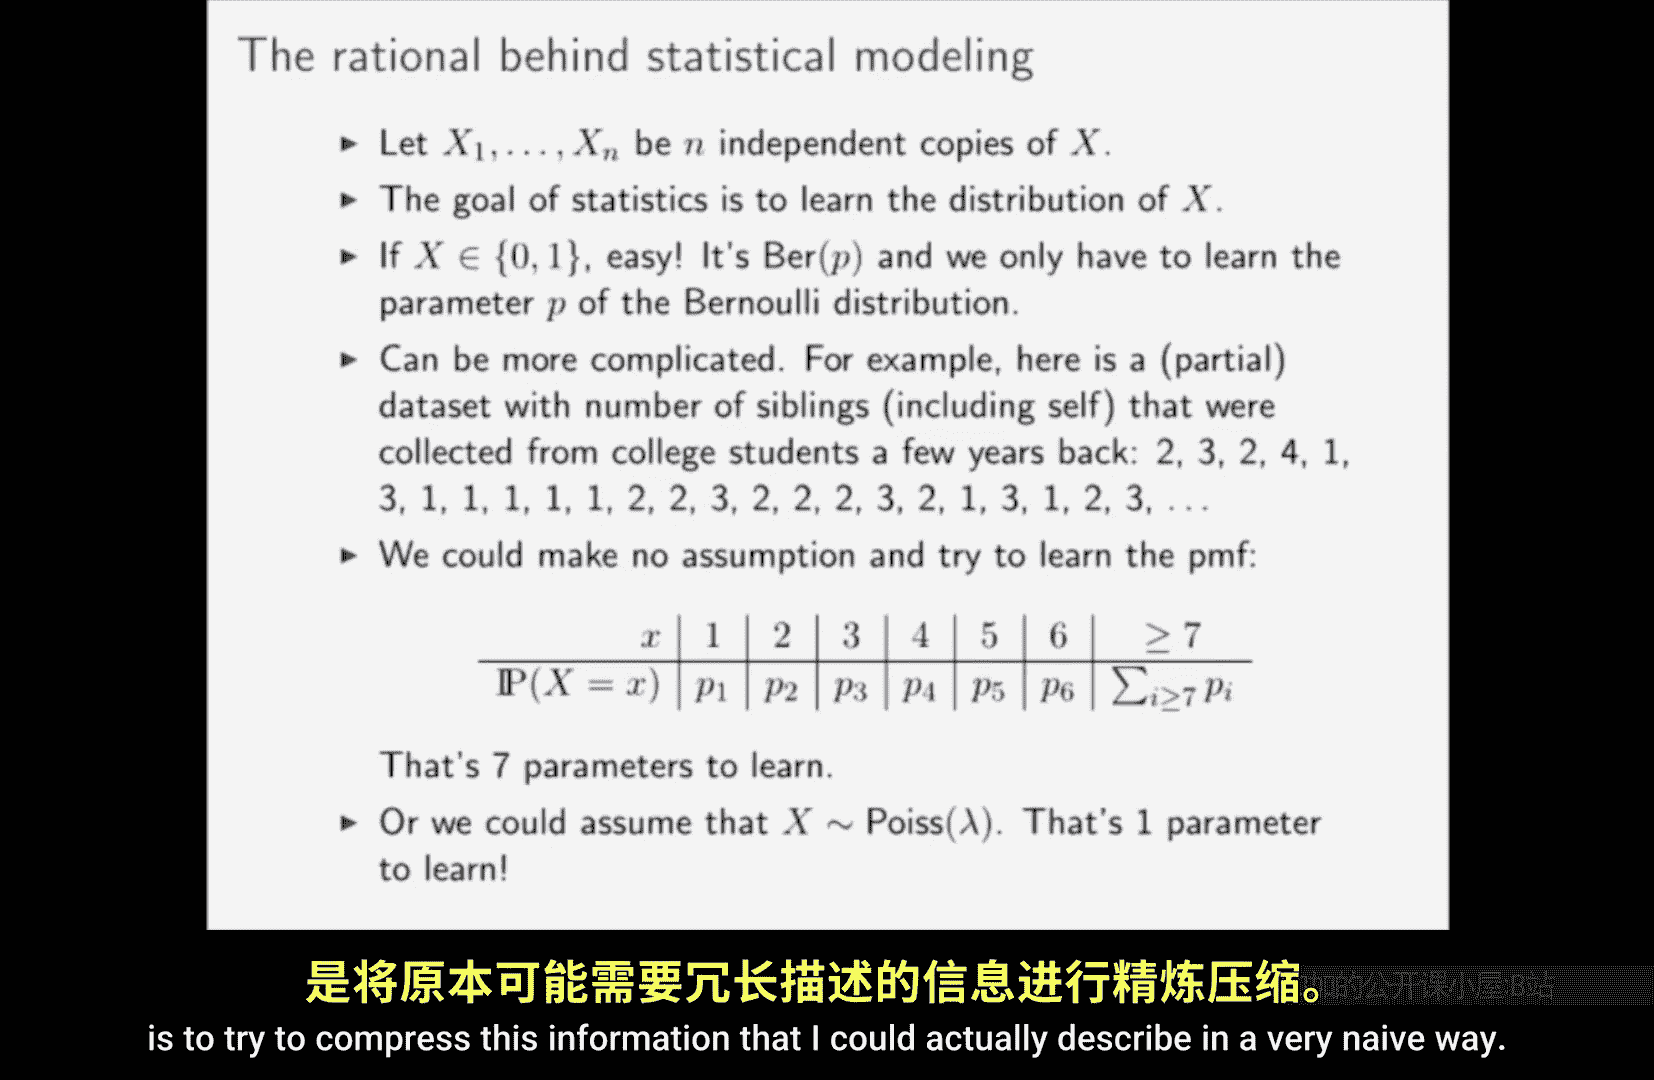 The rational behind statistical modeling
▶ Let X₁, . . . , Xₙ be n independent copies of X.
▶ The goal of statistics is to learn the distribution of X.
▶ If X ∈ {0, 1}, easy! It's Ber(p) and we only have to learn the
parameter p of the Bernoulli distribution.
▶ Can be more complicated. For example, here is a (partial)
dataset with number of siblings (including self) that were
collected from college students a few years back: 2, 3, 2, 4, 1,
3, 1, 1, 1, 1, 1, 2, 2, 3, 2, 2, 2, 3, 2, 1, 3, 1, 2, 3, . . .
▶ We could make no assumption and try to learn the pmf:
x | 1 | 2 | 3 | 4 | 5 | 6 | ≥ 7
ℙ(X = x) | p₁ | p₂ | p₃ | p₄ | p₅ | p₆ | ∑ᵢ≥₇ pᵢ
That's 7 parameters to learn.
▶ Or we could assume that X ∼ Poiss(λ). That's 1 parameter
to learn!
是将原本可能需要冗长描述的信息进行精炼压缩。
的公开课小屋:B站
is to try to compress this information that I could actually describe in a very naive way.